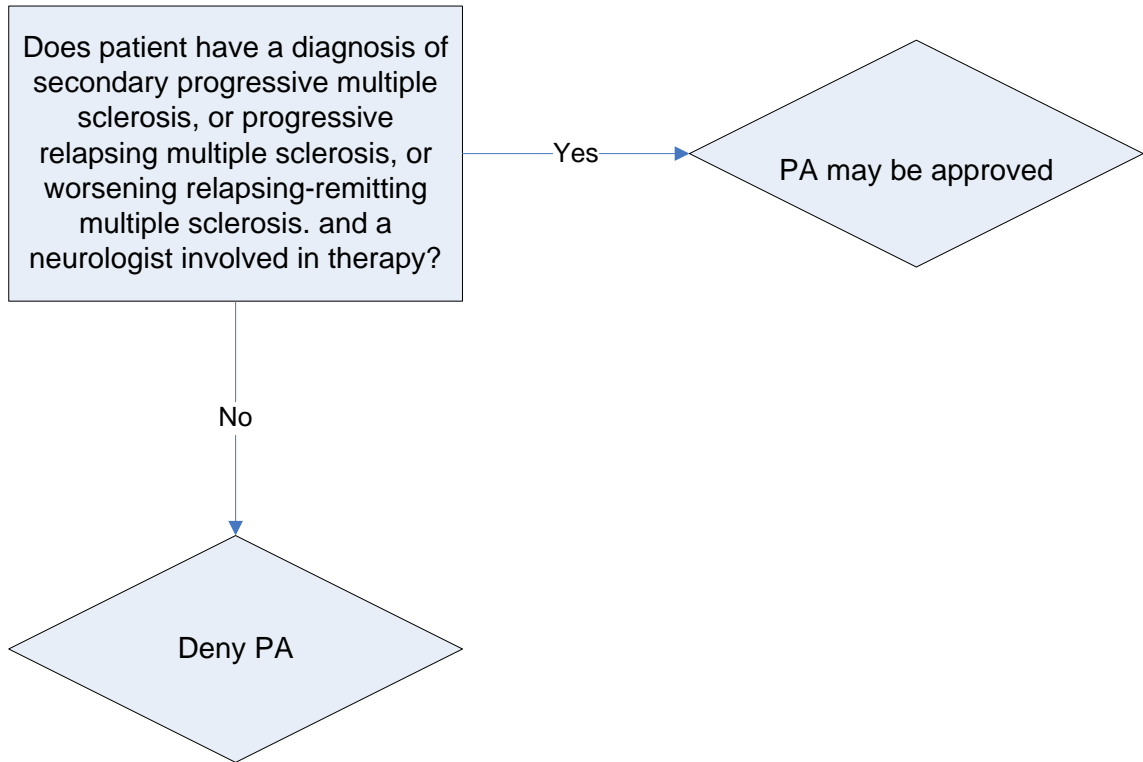 Does patient have a diagnosis of
secondary progressive multiple
sclerosis, or progressive
relapsing multiple sclerosis, or
worsening relapsing-remitting
multiple sclerosis. and a
neurologist involved in therapy?
Yes
PA may be approved
No
Deny PA